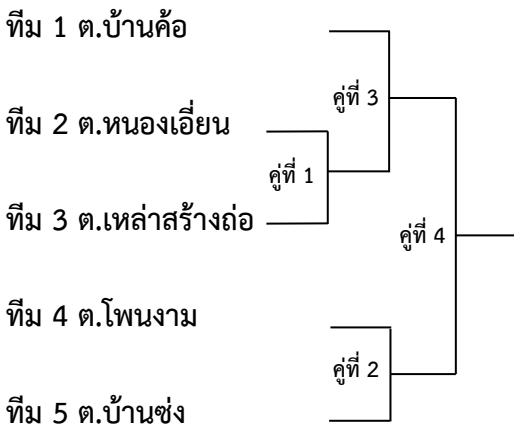 ทีม 1 ต.บ้านค้อ
คู่ที่ 3
ทีม 2 ต.หนองเอี่ยน
คู่ที่ 1
ทีม 3 ต.เหล่าสร้างถ่อ
คู่ที่ 4
ทีม 4 ต.โพนงาม
คู่ที่ 2
ทีม 5 ต.บ้านซ่ง